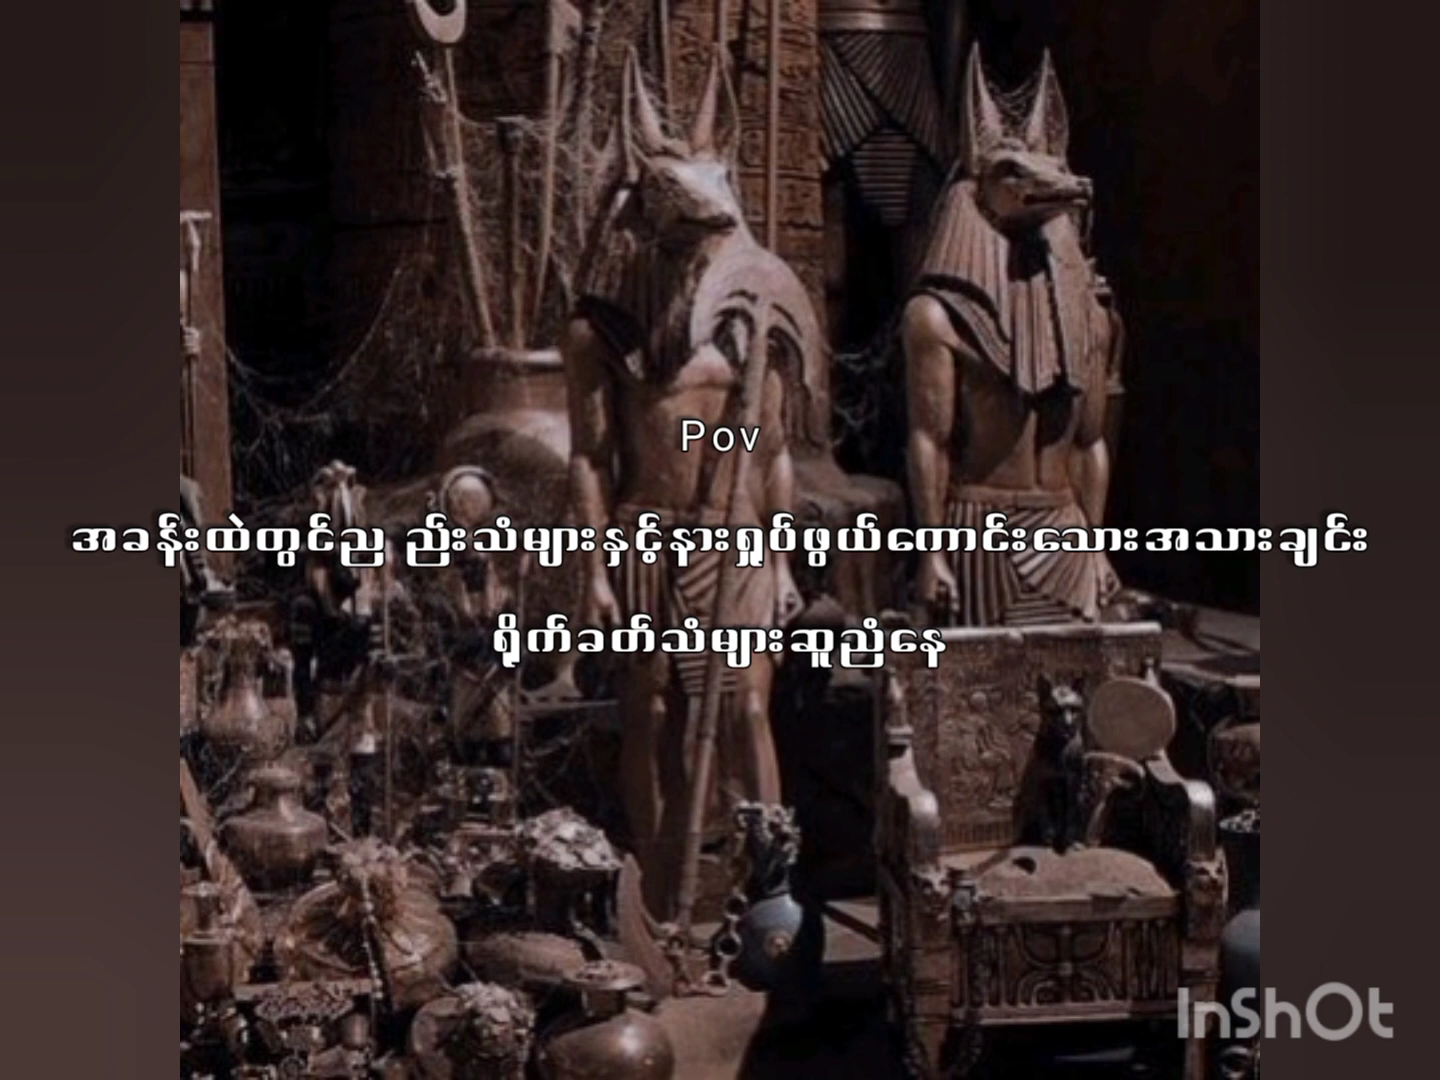 Pov
အခန်းထဲတွင်ည ည်းသံများနှင့်နားရှုပ်ဖွယ်ကောင်းသောအသားချင်း
ရိုက်ခတ်သံများဆူညံနေ
InShOt